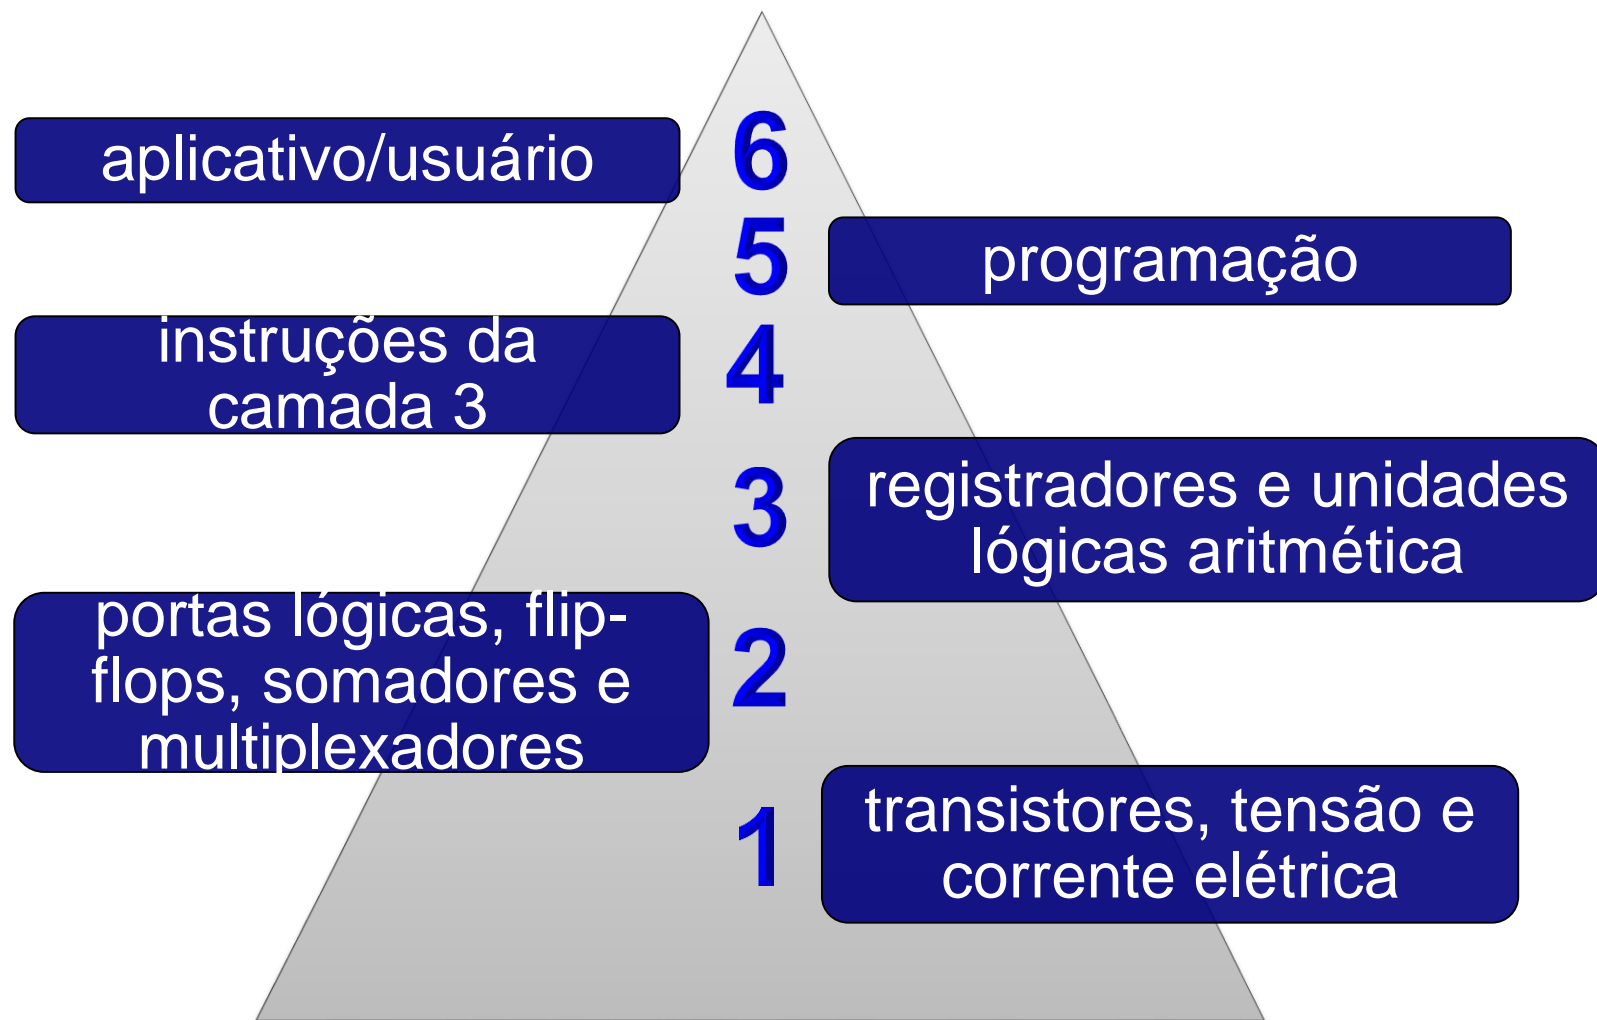 6
aplicativo/usuário
5
programação
4
instruções da
camada 3
3
registradores e unidades
lógicas aritmética
2
portas lógicas, flip-
flops, somadores e
multiplexadores
1
transistores, tensão e
corrente elétrica